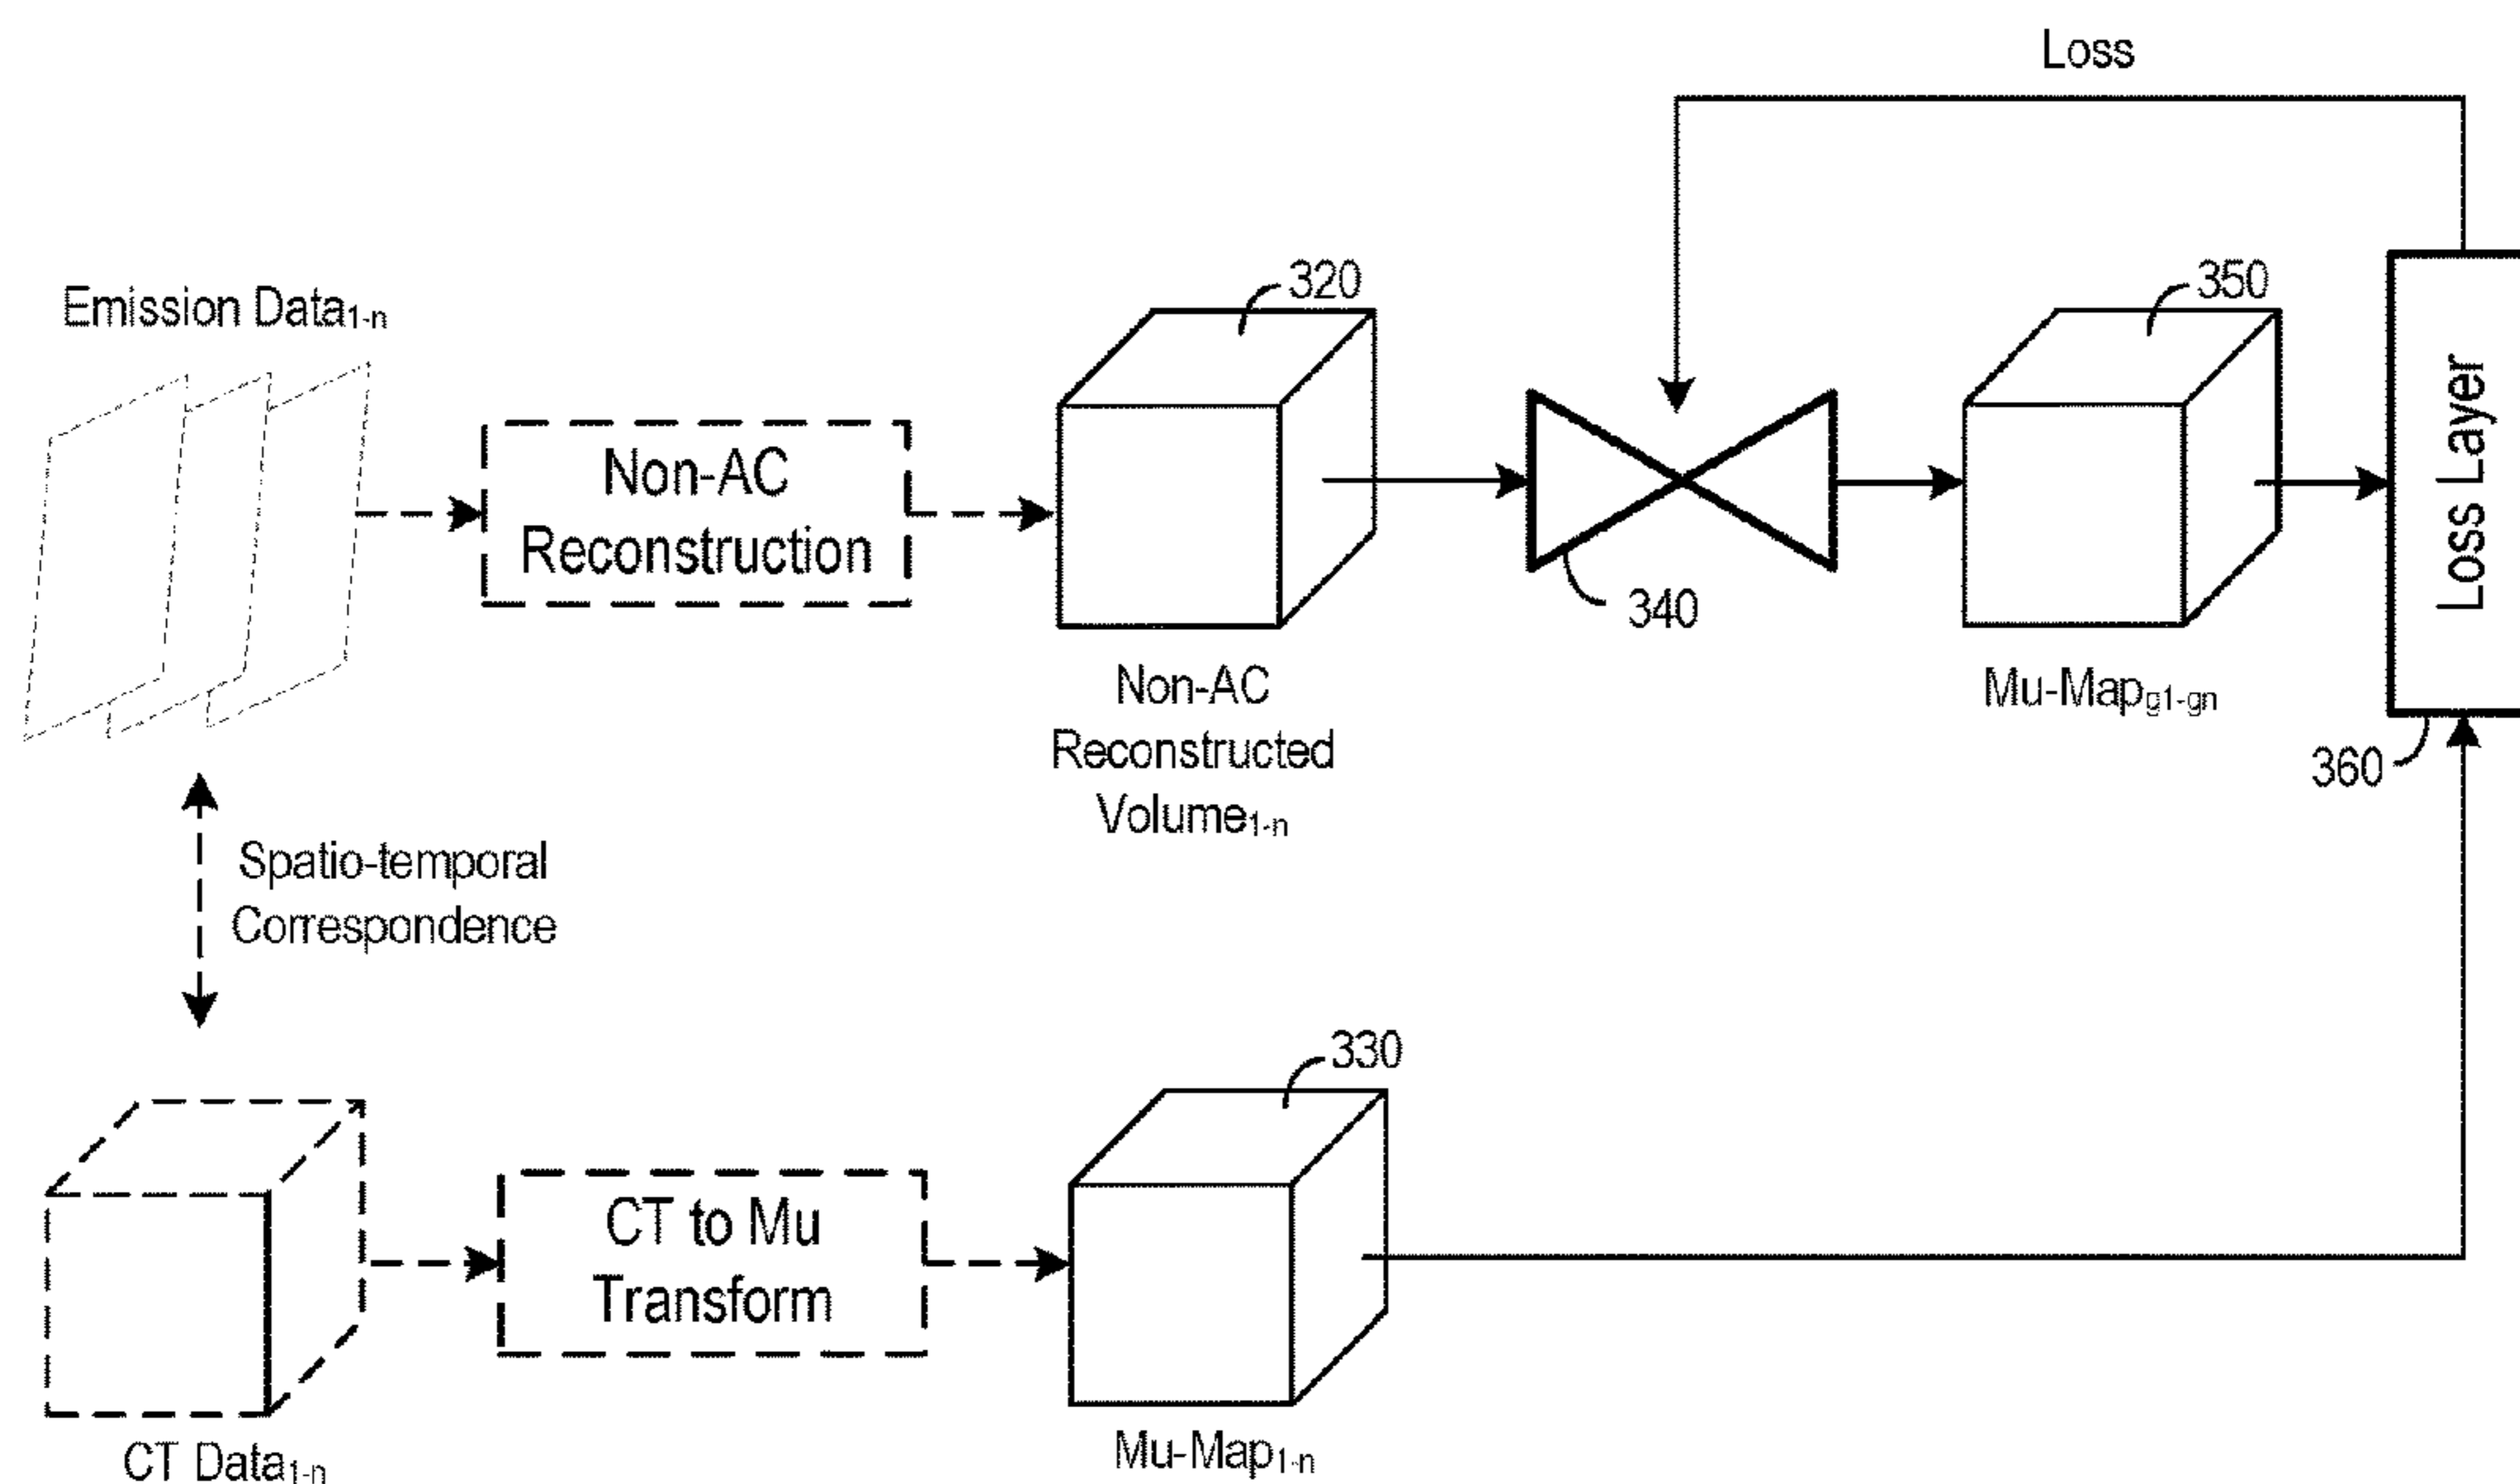 Loss
320
350
Emission Data1-n
Non-AC
Reconstruction
Loss Layer
340
Non-AC
Reconstructed
Volume1-n
Mu-Mapg1-gn
360
Spatio-temporal
Correspondence
330
CT to Mu
Transform
CT Data1-n
Mu-Map1-n